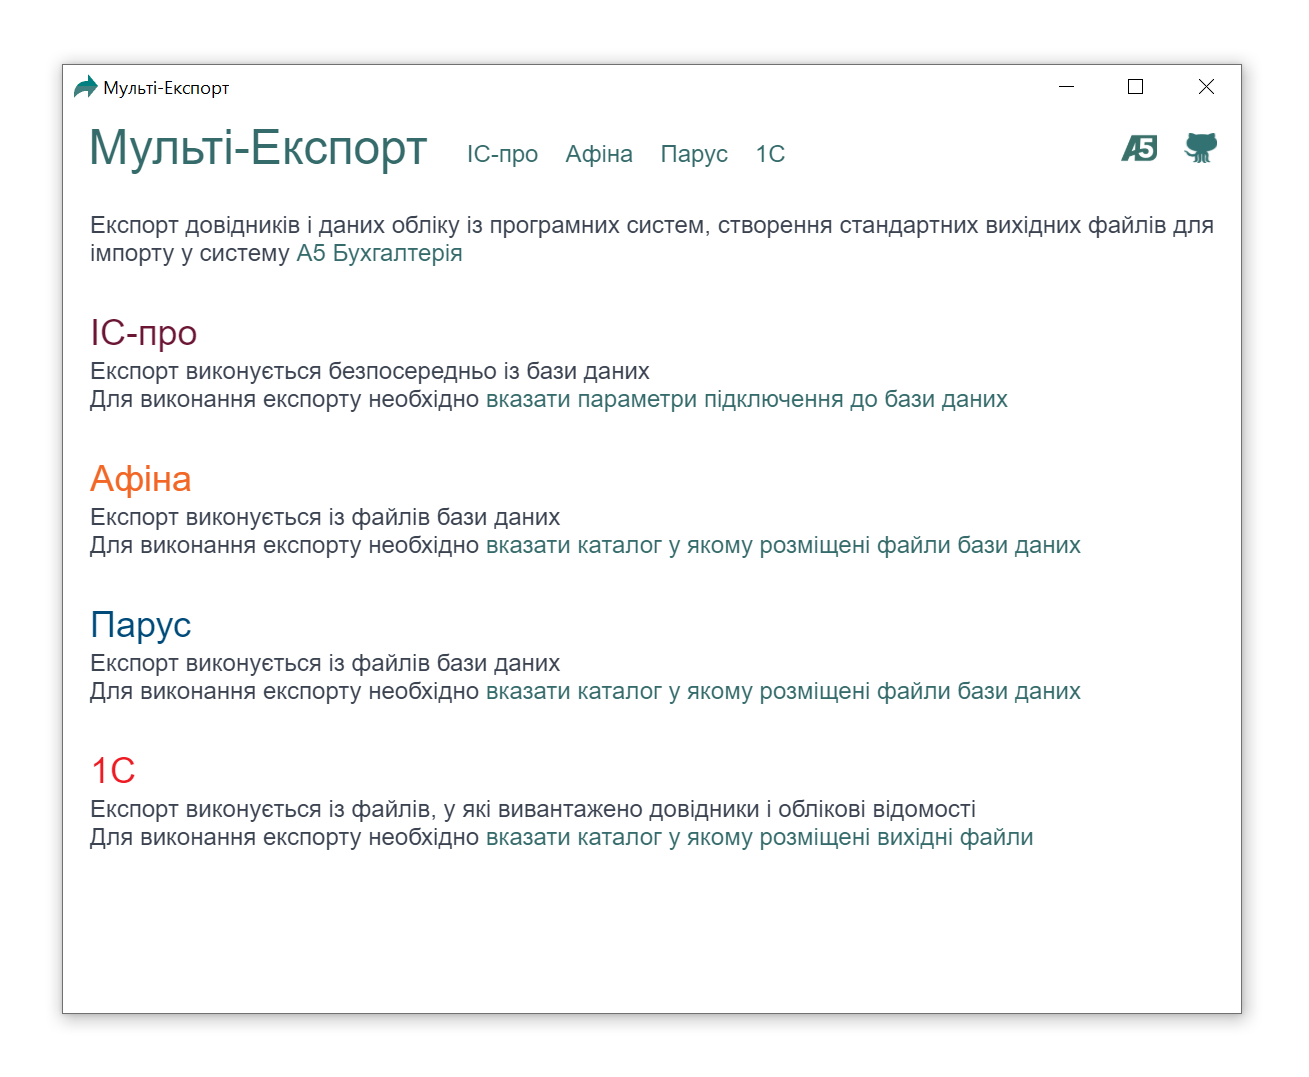 Мульті-Експорт
Мульті-Експорт ІС-про Афіна Парус 1С A5
Експорт довідників і даних обліку із програмних систем, створення стандартних вихідних файлів для
імпорту у систему А5 Бухгалтерія
ІС-про
Експорт виконується безпосередньо із бази даних
Для виконання експорту необхідно вказати параметри підключення до бази даних
Афіна
Експорт виконується із файлів бази даних
Для виконання експорту необхідно вказати каталог у якому розміщені файли бази даних
Парус
Експорт виконується із файлів бази даних
Для виконання експорту необхідно вказати каталог у якому розміщені файли бази даних
1С
Експорт виконується із файлів, у які вивантажено довідники і облікові відомості
Для виконання експорту необхідно вказати каталог у якому розміщені вихідні файли